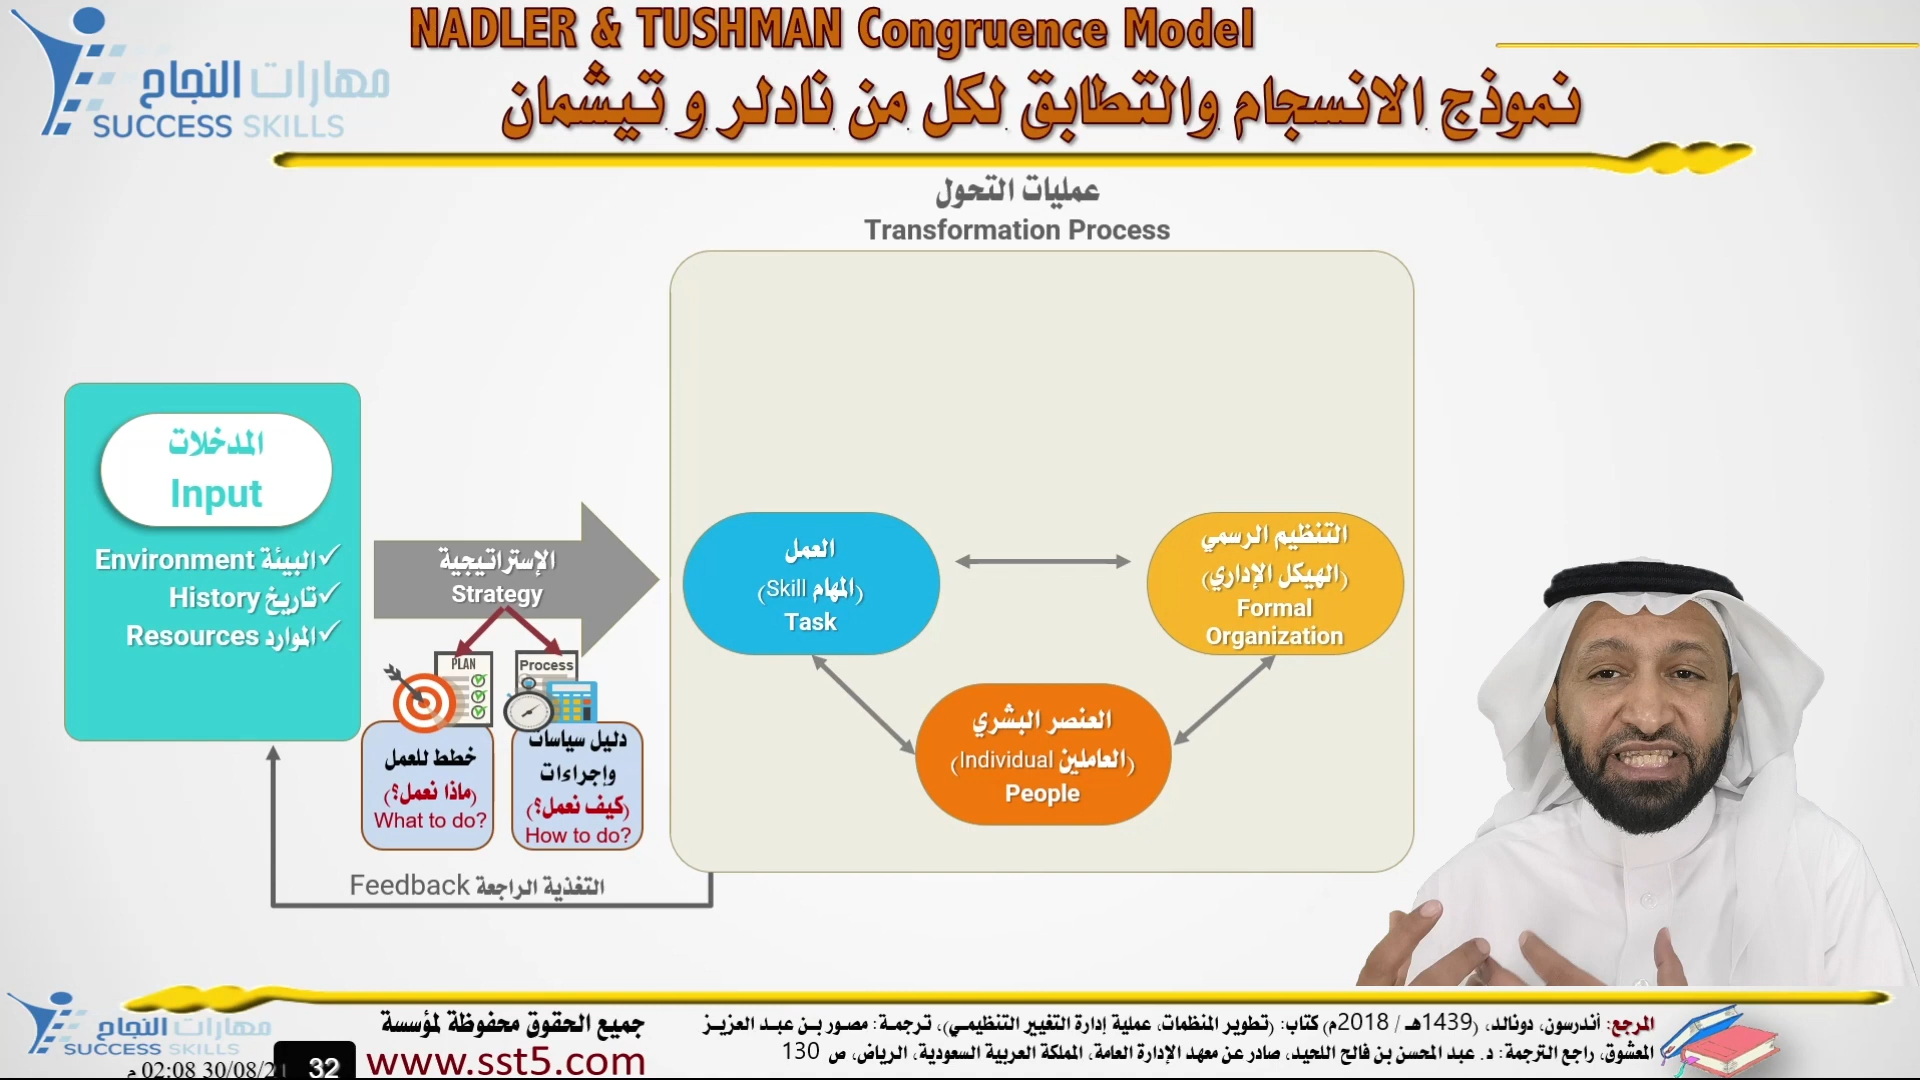 NADLER & TUSHMAN Congruence Model
نموذج الانسجام والتطابق لكل من نادلر و تيشمان
مهارات النجاح
SUCCESS SKILLS
عمليات التحول
Transformation Process
المدخلات
Input
البيئة Environment
تاريخ History
الموارد Resources
الإستراتيجية
Strategy
PLAN
Process
خطط للعمل
(ماذا نعمل؟)
What to do?
دليل سياسات
وإجراءات
(كيف نعمل؟)
How to do?
التغذية الراجعة Feedback
العمل
(المهام Skill)
Task
التنظيم الرسمي
(الهيكل الإداري)
Formal
Organization
العنصر البشري
(العاملين Individual)
People
مهارات النجاح
SUCCESS SKILLS
32
جميع الحقوق محفوظة لمؤسسة
www.sst5.com
المرجع: أندرسون، دونالد، (1439هـ / 2018م) كتاب: (تطوير المنظمات، عملية إدارة التغيير التنظيمي)، ترجمة: مصور بن عبد العزيز
المعشوق، راجع الترجمة: د. عبد المحسن بن فالح اللحيد، صادر عن معهد الإدارة العامة، المملكة العربية السعودية، الرياض، ص 130